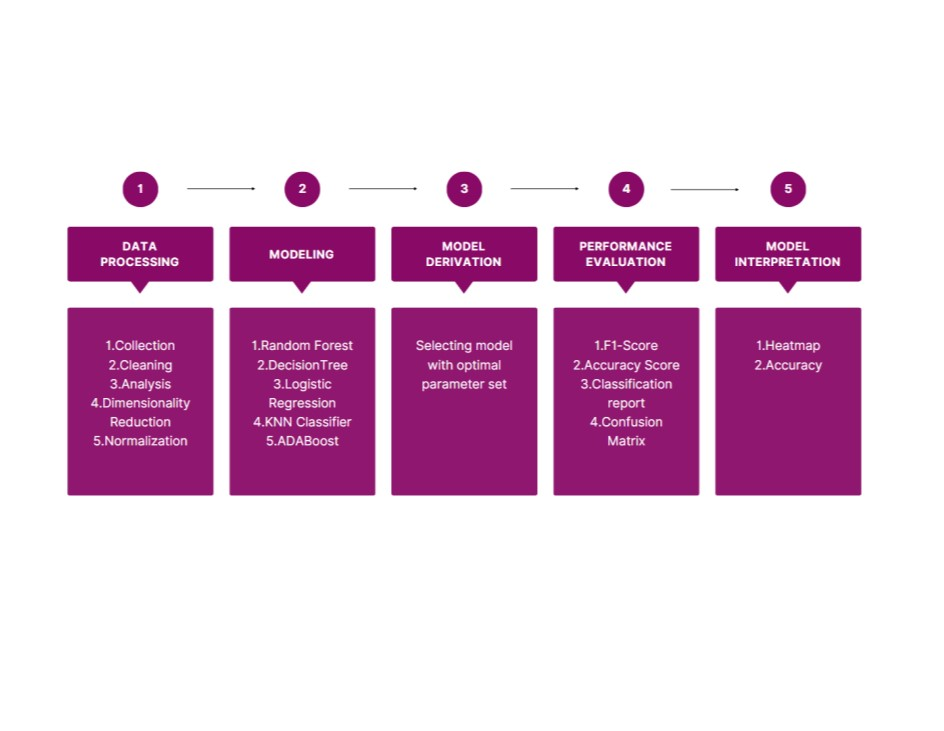 1
2
3
4
5
DATA
PROCESSING
MODELING
MODEL
DERIVATION
PERFORMANCE
EVALUATION
MODEL
INTERPRETATION
1.Collection
2.Cleaning
3.Analysis
4.Dimensionality
Reduction
5.Normalization
1.Random Forest
2.DecisionTree
3.Logistic
Regression
4.KNN Classifier
5.ADABoost
Selecting model
with optimal
parameter set
1.F1-Score
2.Accuracy Score
3.Classification
report
4.Confusion
Matrix
1.Heatmap
2.Accuracy